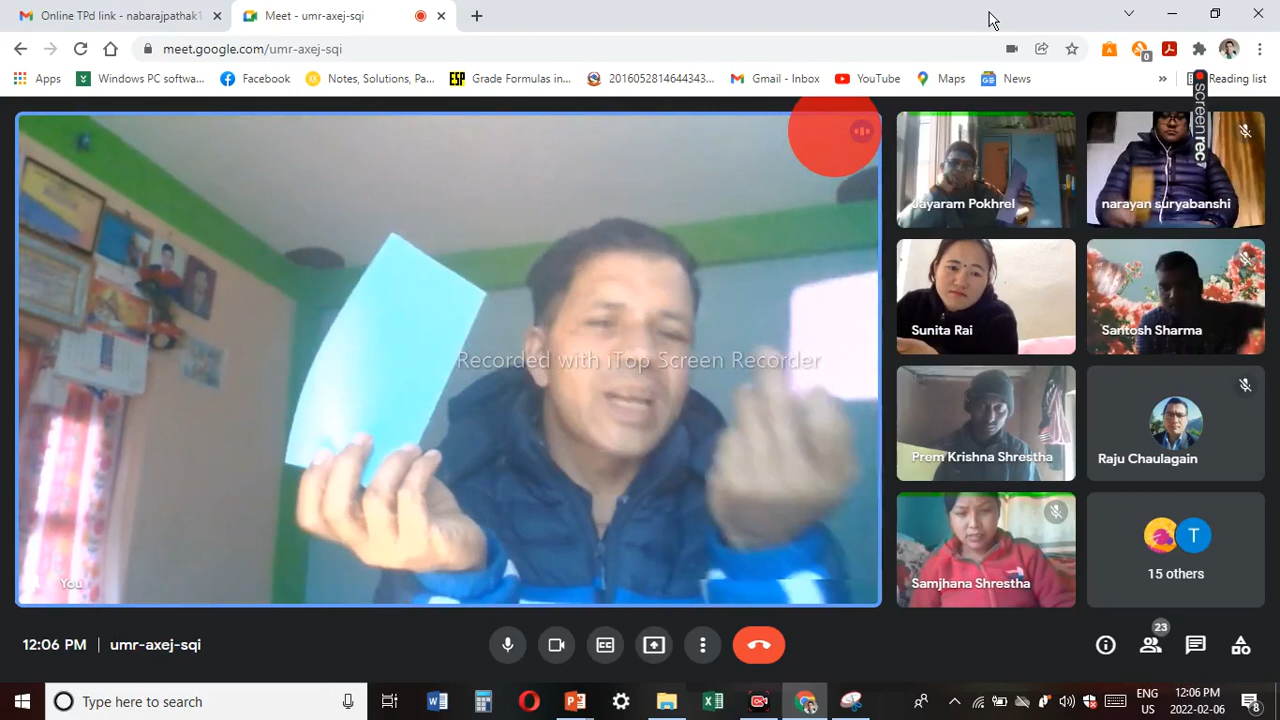 Online TPd link - nabarajpathak1
Meet - umr-axej-sqi
meet.google.com/umr-axej-sqi
0
Apps
Windows PC softwa...
Facebook
Notes, Solutions, Pa...
ESP
Grade Formulas in...
2016052814644343...
Gmail - Inbox
YouTube
Maps
News
»
Reading list
screenrec
Jayaram Pokhrel
narayan suryabanshi
Sunita Rai
Santosh Sharma
Recorded with iTop Screen Recorder
Prem Krishna Shrestha
Raju Chaulagain
T
15 others
Samjhana Shrestha
You
12:06 PM | umr-axej-sqi
23
Type here to search
ENG
US
12:06 PM
2022-02-06
8